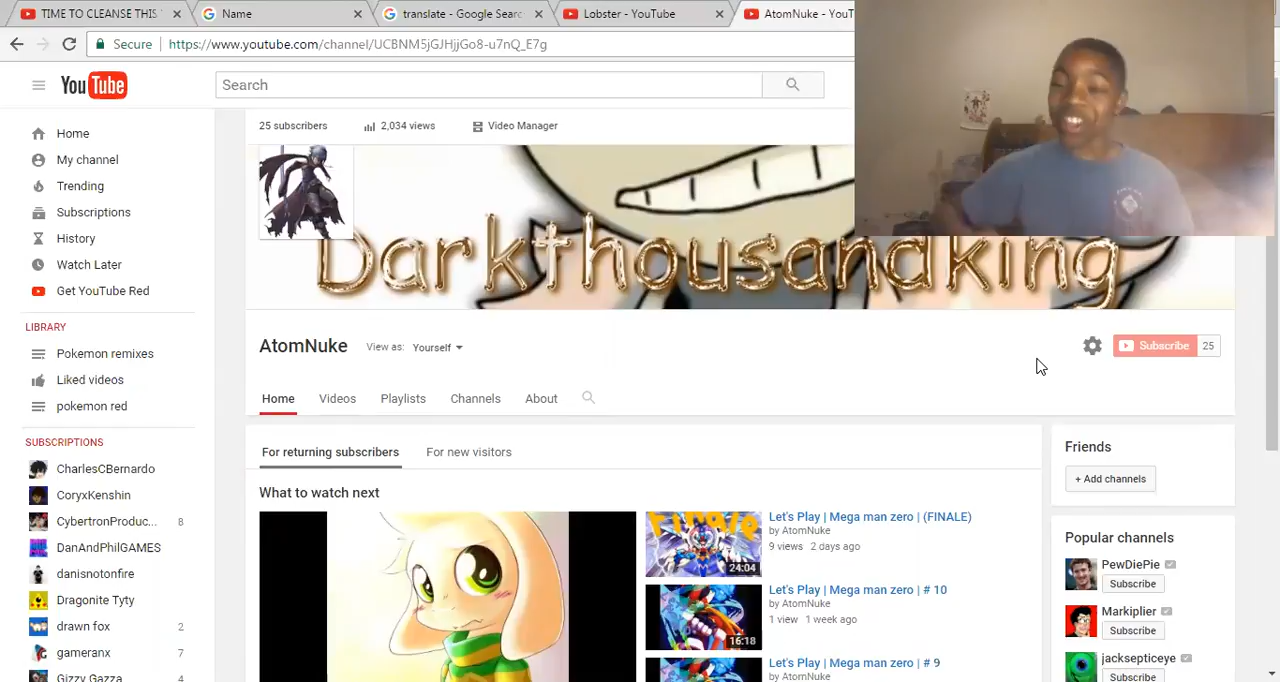 TIME TO CLEANSE THIS
Name
translate - Google Sear
Lobster - YouTube
AtomNuke - YouT
Secure
https://www.youtube.com/channel/UCBNM5jGJHjjGo8-u7nQ_E7g
YouTube
Search
25 subscribers
2,034 views
Video Manager
Home
My channel
Trending
Subscriptions
History
Watch Later
Get YouTube Red
LIBRARY
Pokemon remixes
Liked videos
pokemon red
SUBSCRIPTIONS
CharlesCBernardo
CoryxKenshin
CybertronProduc... 8
DanAndPhilGAMES
danisnotonfire
Dragonite Tyty
drawn fox 2
gameranx 7
Gizzy Gazza 4
Darkthousandking
AtomNuke
View as: Yourself
Subscribe 25
Home Videos Playlists Channels About
For returning subscribers For new visitors
What to watch next
Finale
24:04
Let's Play | Mega man zero | (FINALE)
by AtomNuke
9 views 2 days ago
16:18
Let's Play | Mega man zero | # 10
by AtomNuke
1 view 1 week ago
Let's Play | Mega man zero | # 9
by AtomNuke
Friends
+ Add channels
Popular channels
PewDiePie
Subscribe
Markiplier
Subscribe
jacksepticeye
Subscribe